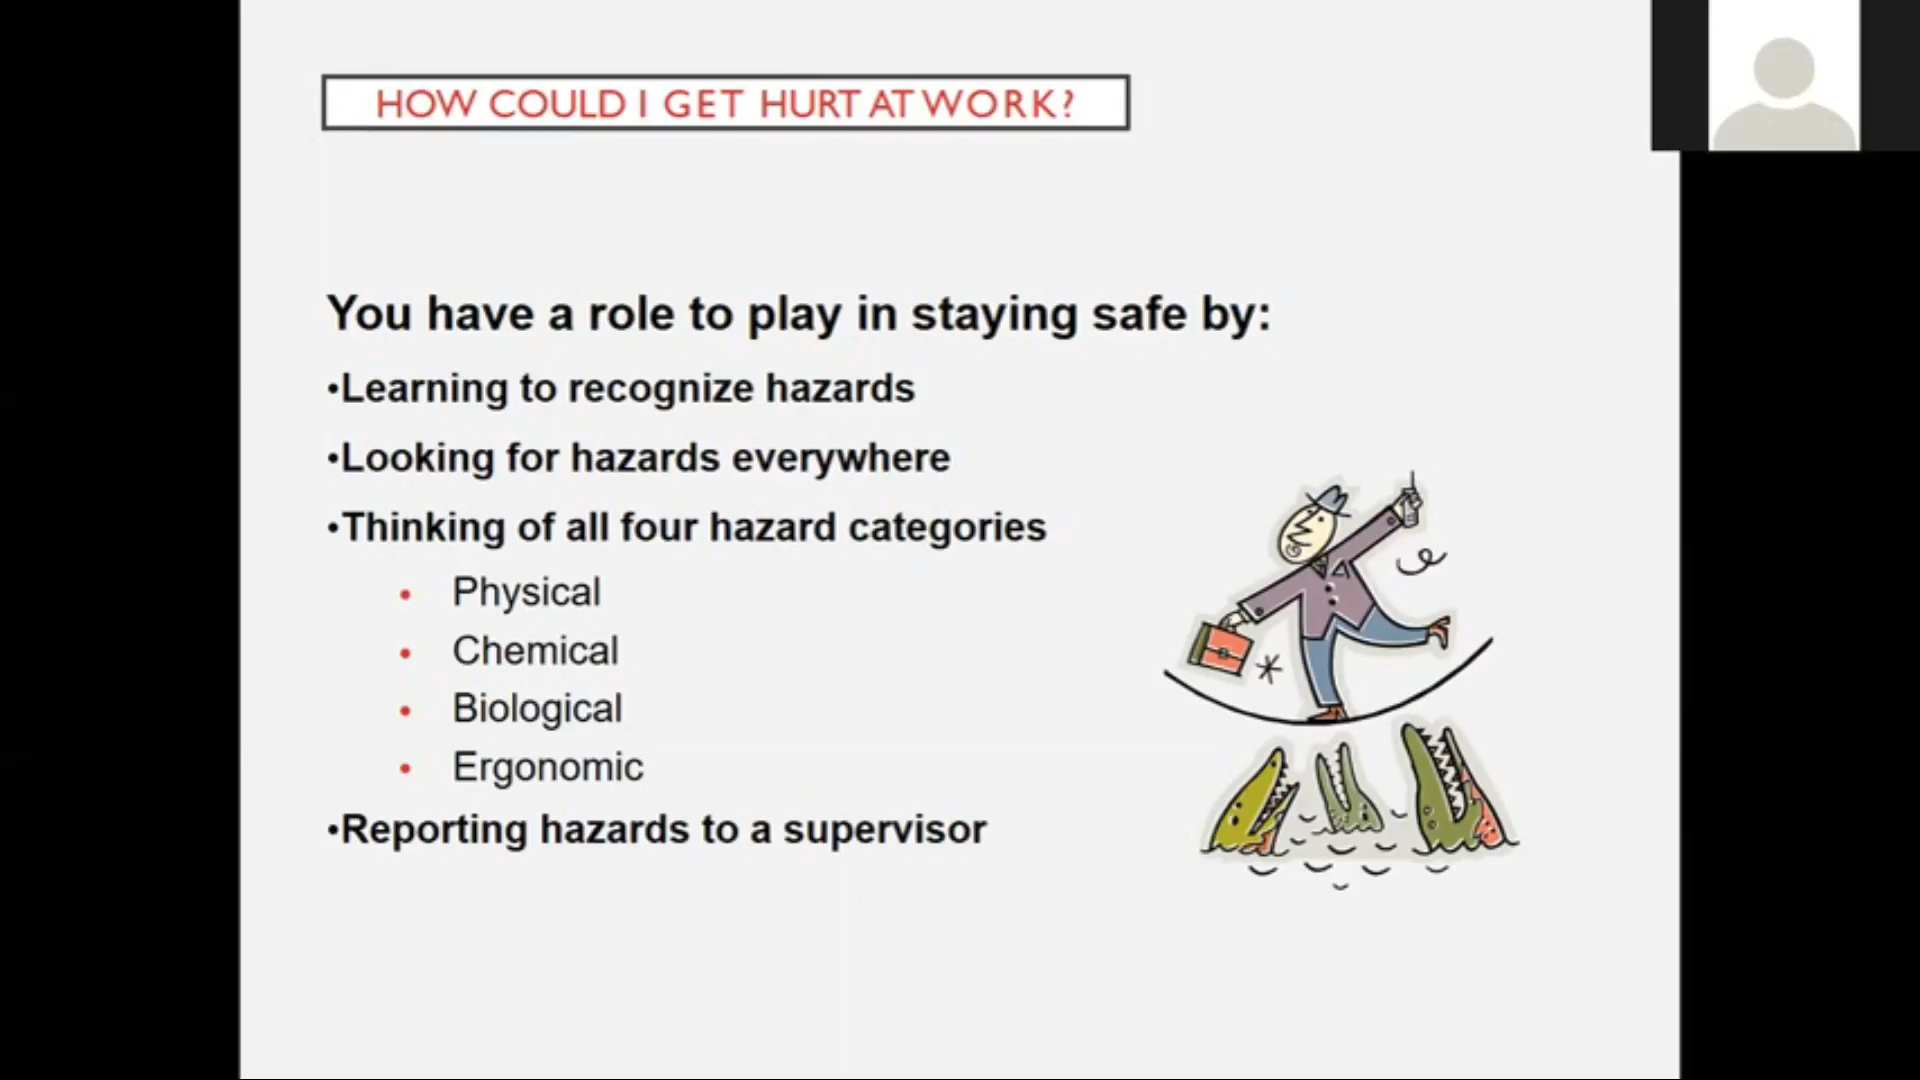 HOW COULD I GET HURT AT WORK?
You have a role to play in staying safe by:
•Learning to recognize hazards
•Looking for hazards everywhere
•Thinking of all four hazard categories
• Physical
• Chemical
• Biological
• Ergonomic
•Reporting hazards to a supervisor